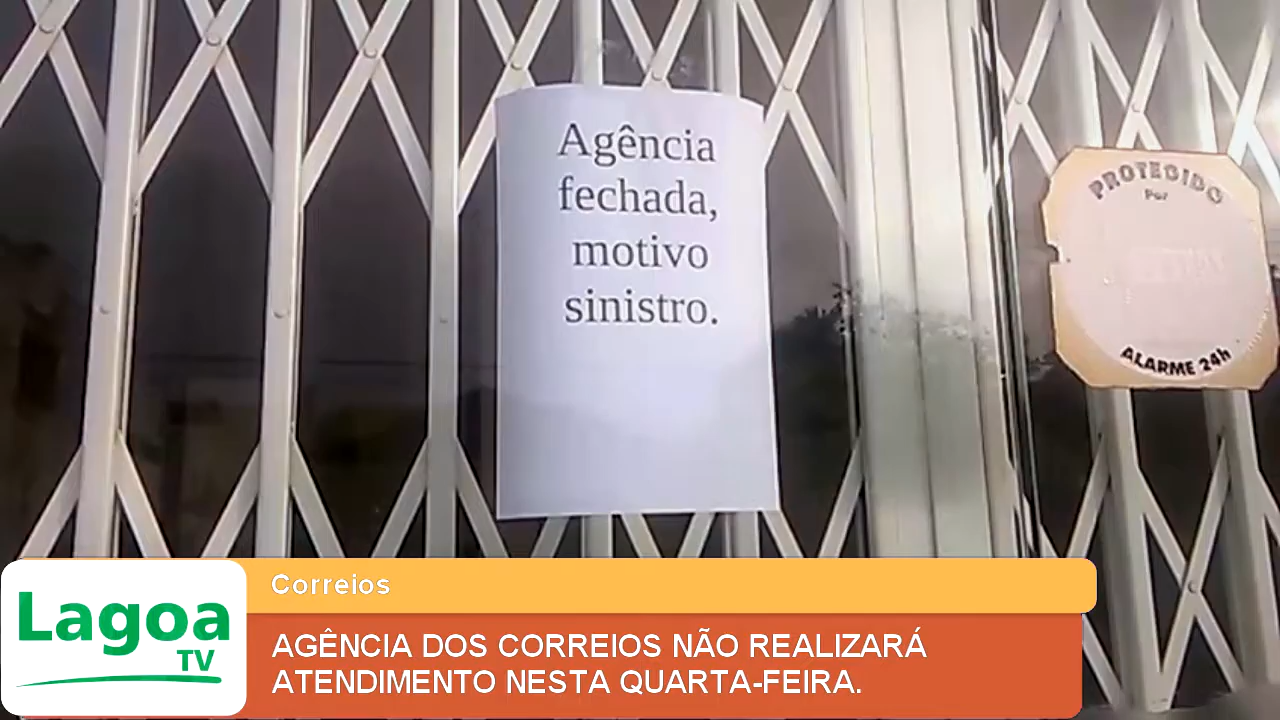 Agência
fechada,
motivo
sinistro.
PROTEGIDO
Por
ALARME 24h
Correios
Lagoa
TV
AGÊNCIA DOS CORREIOS NÃO REALIZARÁ
ATENDIMENTO NESTA QUARTA-FEIRA.